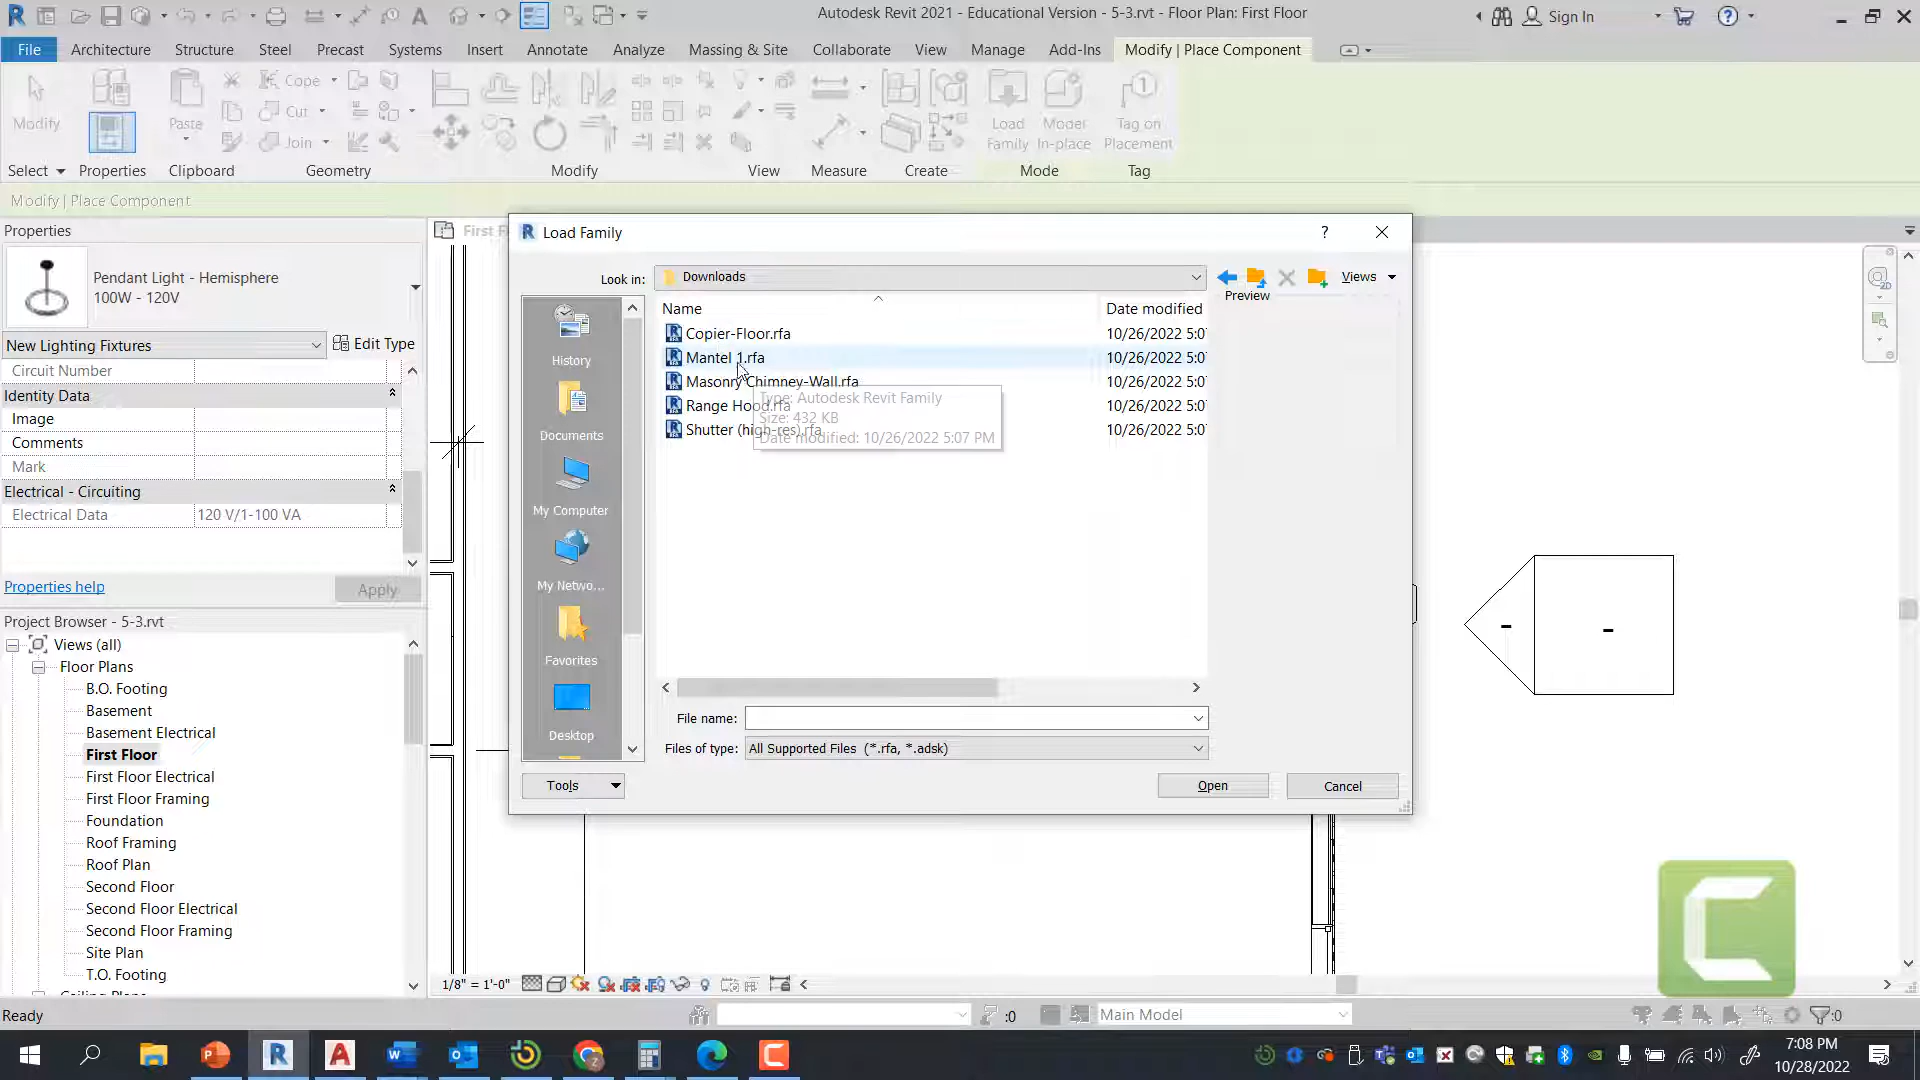 Autodesk Revit 2021 - Educational Version - 5-3.rvt - Floor Plan: First Floor
Sign In
File Architecture Structure Steel Precast Systems Insert Annotate Analyze Massing & Site Collaborate View Manage Add-Ins Modify | Place Component
Modify
Paste
Cope
Cut
Join
Load Family
Model In-place
Tag on Placement
Select Properties Clipboard Geometry Modify View Measure Create Mode Tag
Modify | Place Component
Properties
First F
Pendant Light - Hemisphere
100W - 120V
New Lighting Fixtures
Edit Type
Circuit Number
Identity Data
Image
Comments
Mark
Electrical - Circuiting
Electrical Data 120 V/1-100 VA
Properties help
Apply
Project Browser - 5-3.rvt
Views (all)
Floor Plans
B.O. Footing
Basement
Basement Electrical
First Floor
First Floor Electrical
First Floor Framing
Foundation
Roof Framing
Roof Plan
Second Floor
Second Floor Electrical
Second Floor Framing
Site Plan
T.O. Footing
Load Family
?
Look in: Downloads
Views
Preview
Name Date modified
Copier-Floor.rfa 10/26/2022 5:07
Mantel 1.rfa 10/26/2022 5:07
Masonry Chimney-Wall.rfa 10/26/2022 5:07
Range Hood.rfa 10/26/2022 5:07
Shutter (high-res).rfa 10/26/2022 5:07
Type: Autodesk Revit Family
Size: 432 KB
Date modified: 10/26/2022 5:07 PM
History
Documents
My Computer
My Netwo...
Favorites
Desktop
File name:
Files of type: All Supported Files (*.rfa, *.adsk)
Tools
Open
Cancel
- -
1/8" = 1'-0"
Ready
:0
Main Model
:0
7:08 PM
10/28/2022